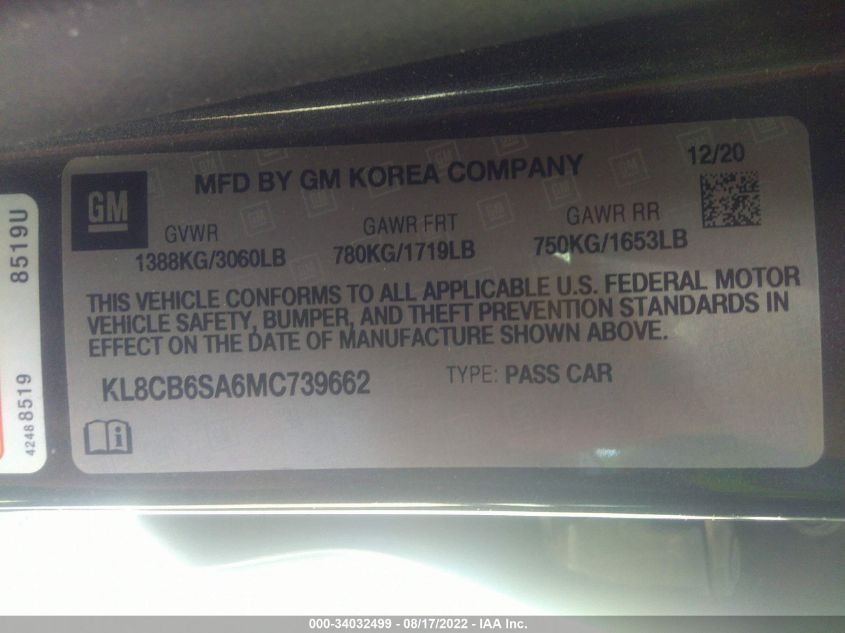 MFD BY GM KOREA COMPANY 12/20
GM
GVWR GAWR FRT GAWR RR
1388KG/3060LB 780KG/1719LB 750KG/1653LB
THIS VEHICLE CONFORMS TO ALL APPLICABLE U.S. FEDERAL MOTOR
VEHICLE SAFETY, BUMPER, AND THEFT PREVENTION STANDARDS IN
EFFECT ON THE DATE OF MANUFACTURE SHOWN ABOVE.
KL8CB6SA6MC739662 TYPE: PASS CAR
8519U
4248 8519
000-34032499 - 08/17/2022 - IAA Inc.